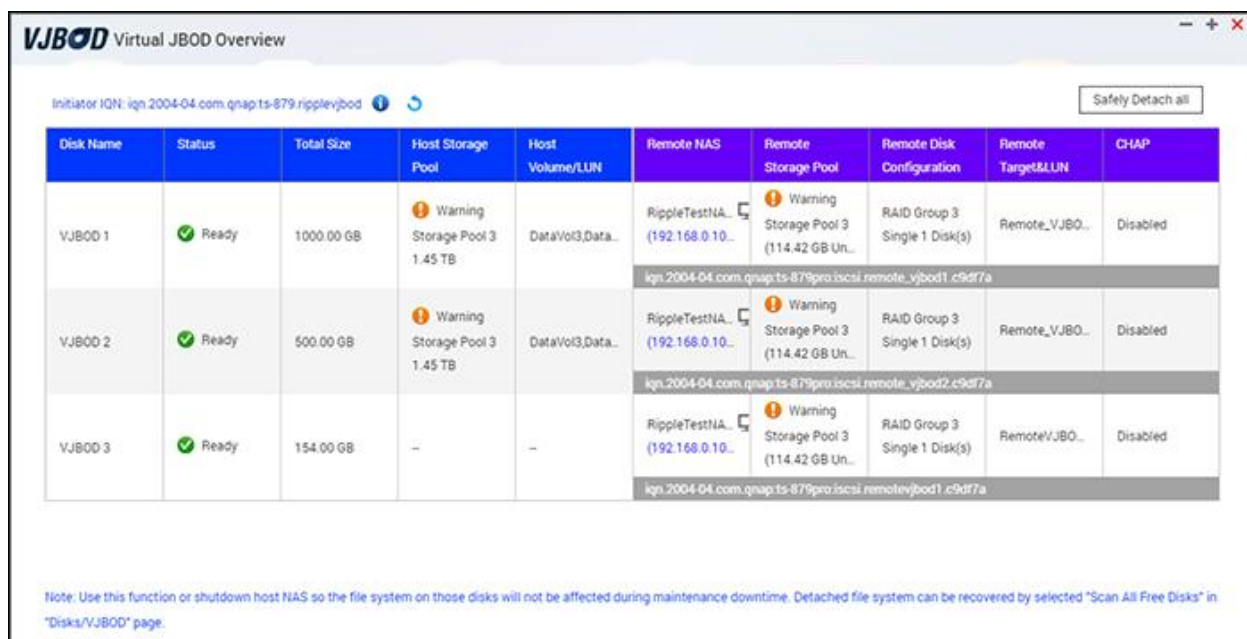 VJBOD Virtual JBOD Overview
Initiator IQN: iqn.2004-04.com.qnap:ts-879.ripplevjbod
Safely Detach all
Disk Name Status Total Size Host Storage Pool Host Volume/LUN Remote NAS Remote Storage Pool Remote Disk Configuration Remote Target&LUN CHAP
VJBOD 1 Ready 1000.00 GB Warning Storage Pool 3 1.45 TB DataVol3,Data... RippleTestNA... (192.168.0.10... Warning Storage Pool 3 (114.42 GB Un... RAID Group 3 Single 1 Disk(s) Remote_VJBO... Disabled
iqn.2004-04.com.qnap:ts-879pro:iscsi.remote_vjbod1.c9df7a
VJBOD 2 Ready 500.00 GB Warning Storage Pool 3 1.45 TB DataVol3,Data... RippleTestNA... (192.168.0.10... Warning Storage Pool 3 (114.42 GB Un... RAID Group 3 Single 1 Disk(s) Remote_VJBO... Disabled
iqn.2004-04.com.qnap:ts-879pro:iscsi.remote_vjbod2.c9df7a
VJBOD 3 Ready 154.00 GB -- -- RippleTestNA... (192.168.0.10... Warning Storage Pool 3 (114.42 GB Un... RAID Group 3 Single 1 Disk(s) RemoteVJBO... Disabled
iqn.2004-04.com.qnap:ts-879pro:iscsi.remotevjbod1.c9df7a
Note: Use this function or shutdown host NAS so the file system on those disks will not be affected during maintenance downtime. Detached file system can be recovered by selected "Scan All Free Disks" in
"Disks/VJBOD" page.